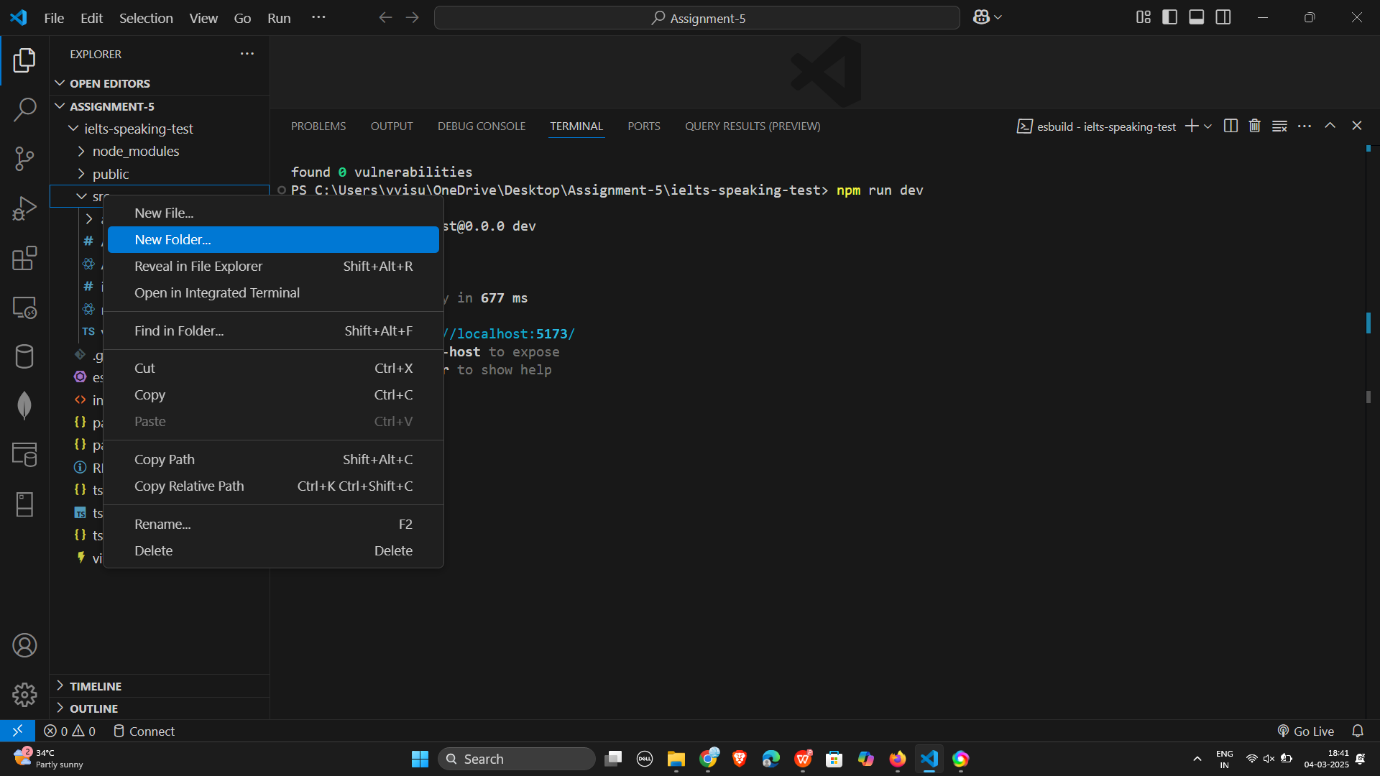 File Edit Selection View Go Run ···
Assignment-5
EXPLORER ···
OPEN EDITORS
ASSIGNMENT-5
ielts-speaking-test
node_modules
public
New File...
New Folder...
Reveal in File Explorer Shift+Alt+R
Open in Integrated Terminal
Find in Folder... Shift+Alt+F
Cut Ctrl+X
Copy Ctrl+C
Paste Ctrl+V
Copy Path Shift+Alt+C
Copy Relative Path Ctrl+K Ctrl+Shift+C
Rename... F2
Delete Delete
TIMELINE
OUTLINE
PROBLEMS OUTPUT DEBUG CONSOLE TERMINAL PORTS QUERY RESULTS (PREVIEW)
esbuild - ielts-speaking-test
found 0 vulnerabilities
PS C:\Users\vvisu\OneDrive\Desktop\Assignment-5\ielts-speaking-test> npm run dev
st@0.0.0 dev
in 677 ms
//localhost:5173/
-host to expose
to show help
0 0 Connect
Go Live
34°C
Partly sunny
Search
DELL
ENG
IN
18:41
04-03-2025